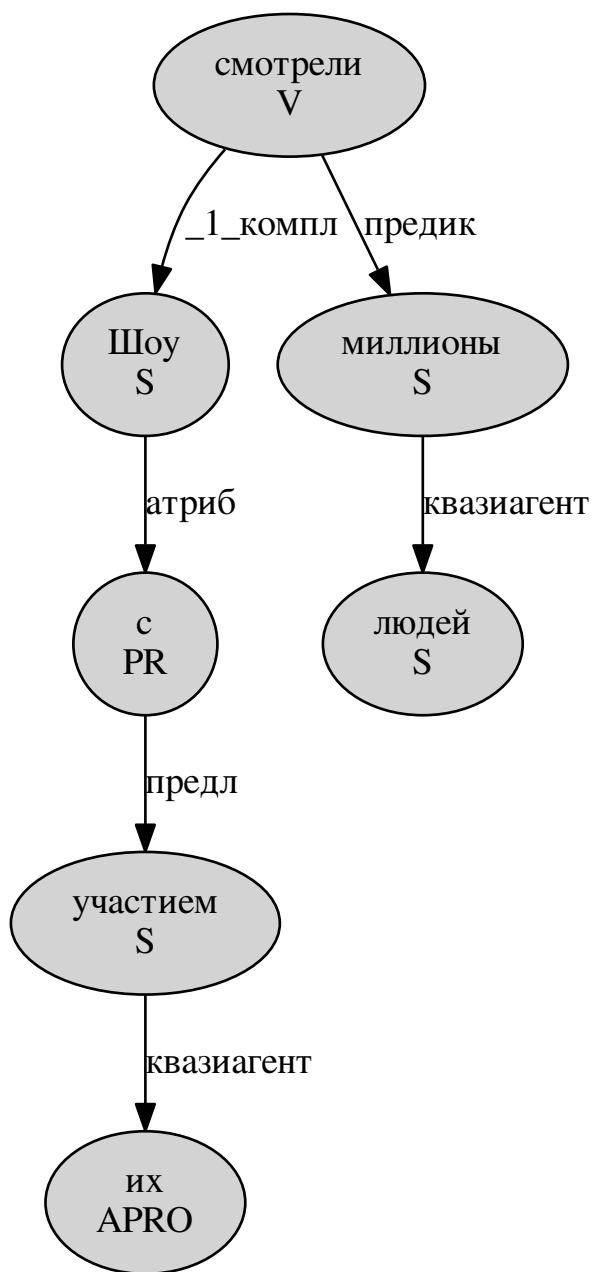 смотрели
V
_1_компл предик
Шоу
S
миллионы
S
атриб
квазиагент
с
PR
людей
S
предл
участием
S
квазиагент
их
APRO